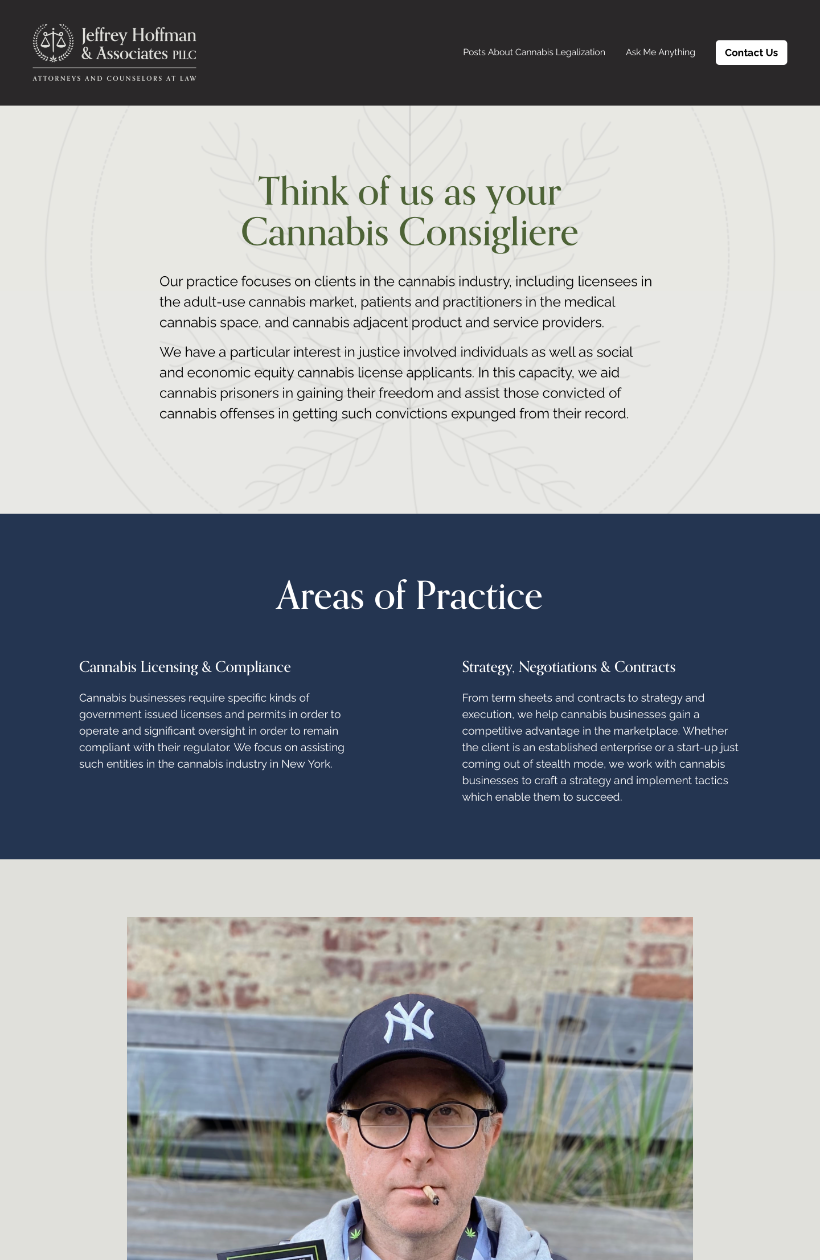 Jeffrey Hoffman
& Associates PLLC
ATTORNEYS AND COUNSELORS AT LAW
Posts About Cannabis Legalization
Ask Me Anything
Contact Us
Think of us as your
Cannabis Consigliere
Our practice focuses on clients in the cannabis industry, including licensees in
the adult-use cannabis market, patients and practitioners in the medical
cannabis space, and cannabis adjacent product and service providers.
We have a particular interest in justice involved individuals as well as social
and economic equity cannabis license applicants. In this capacity, we aid
cannabis prisoners in gaining their freedom and assist those convicted of
cannabis offenses in getting such convictions expunged from their record.
Areas of Practice
Cannabis Licensing & Compliance
Cannabis businesses require specific kinds of
government issued licenses and permits in order to
operate and significant oversight in order to remain
compliant with their regulator. We focus on assisting
such entities in the cannabis industry in New York.
Strategy, Negotiations & Contracts
From term sheets and contracts to strategy and
execution, we help cannabis businesses gain a
competitive advantage in the marketplace. Whether
the client is an established enterprise or a start-up just
coming out of stealth mode, we work with cannabis
businesses to craft a strategy and implement tactics
which enable them to succeed.
NY